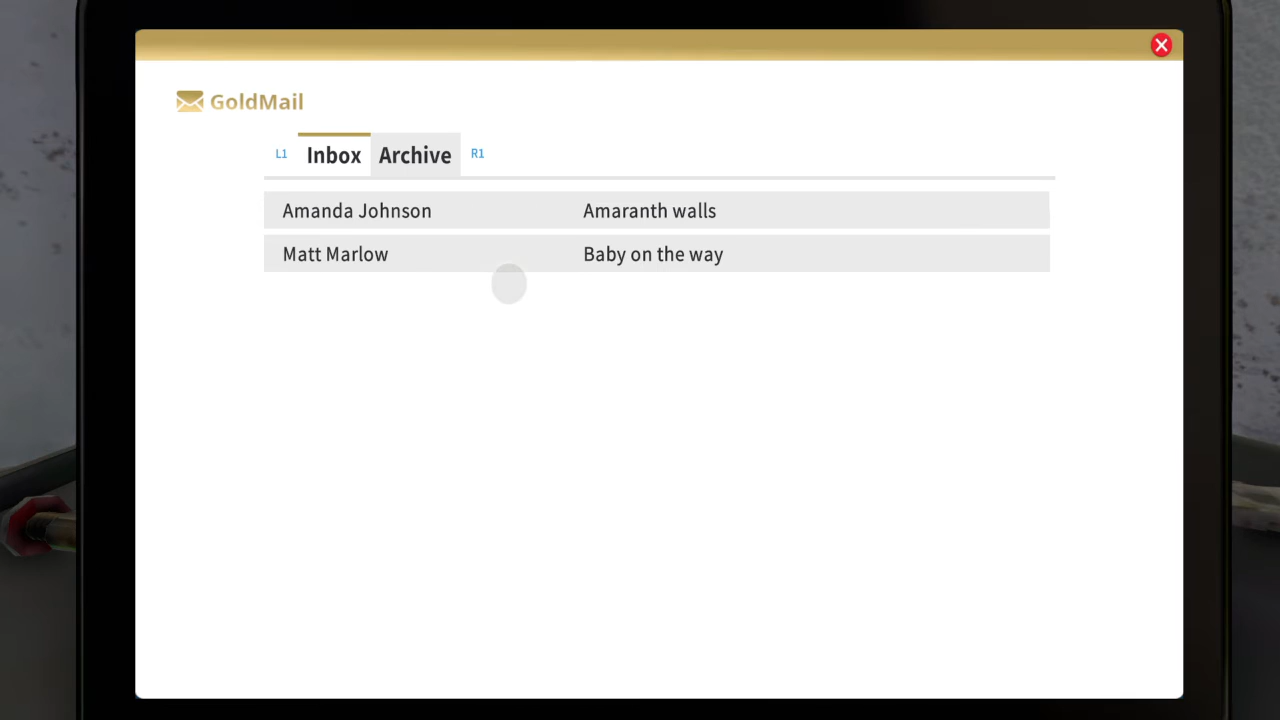 GoldMail
L1 Inbox Archive R1
Amanda Johnson Amaranth walls
Matt Marlow Baby on the way